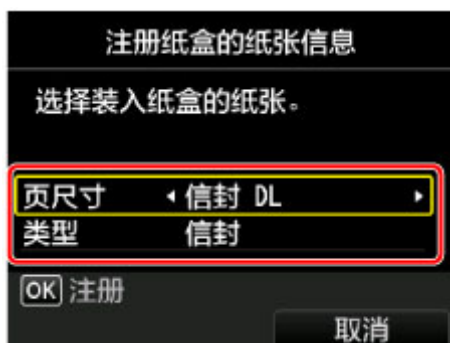 注册纸盒的纸张信息
选择装入纸盒的纸张。
页尺寸 信封 DL
类型 信封
OK 注册
取消